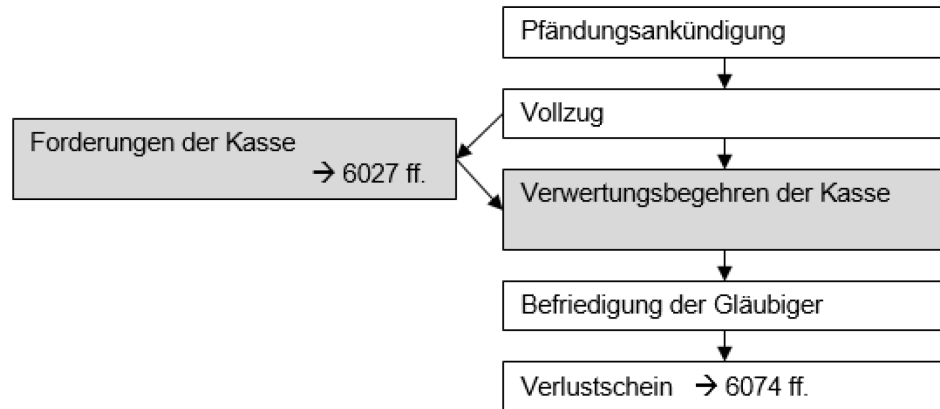 Pfändungsankündigung
Vollzug
Forderungen der Kasse
→ 6027 ff.
Verwertungsbegehren der Kasse
Befriedigung der Gläubiger
Verlustschein → 6074 ff.